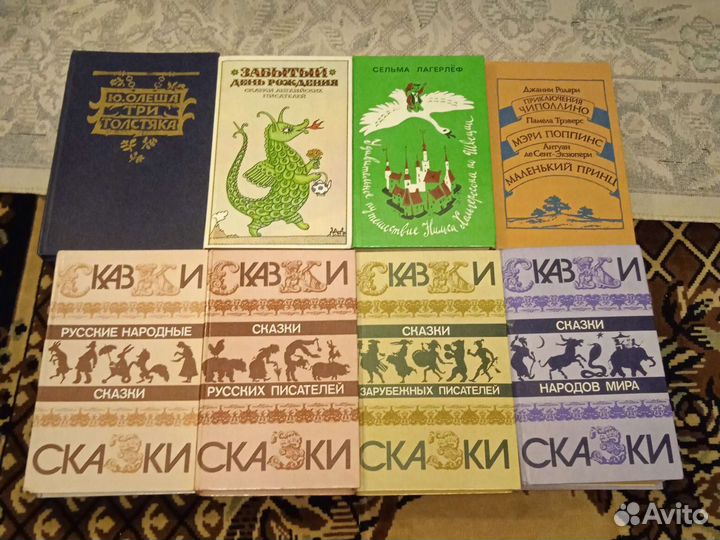 Ю. ОЛЕША
ТРИ
ТОЛСТЯКА
ЗАБЫТЫЙ
ДЕНЬ РОЖДЕНИЯ
СКАЗКИ АНГЛИЙСКИХ
ПИСАТЕЛЕЙ
СЕЛЬМА ЛАГЕРЛЁФ
Удивительное путешествие Нильса Хольгерссона по Швеции
Джанни Родари
ПРИКЛЮЧЕНИЯ
ЧИПОЛЛИНО
Памела Трэверс
МЭРИ ПОППИНС
Антуан
де Сент-Экзюпери
МАЛЕНЬКИЙ ПРИНЦ
СКАЗКИ
РУССКИЕ НАРОДНЫЕ
СКАЗКИ
СКАЗКИ
СКАЗКИ
СКАЗКИ
РУССКИХ ПИСАТЕЛЕЙ
СКАЗКИ
СКАЗКИ
СКАЗКИ
ЗАРУБЕЖНЫХ ПИСАТЕЛЕЙ
СКАЗКИ
СКАЗКИ
СКАЗКИ
НАРОДОВ МИРА
СКАЗКИ
Avito